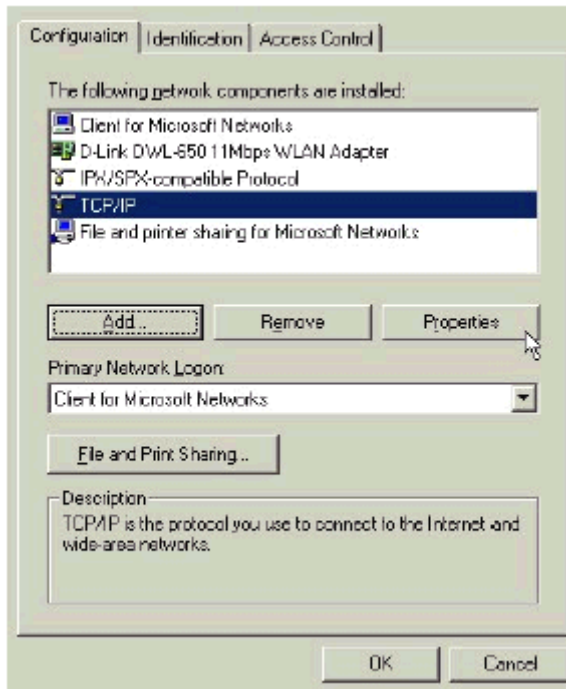 Configuration
Identification
Access Control
The following network components are installed:
Client for Microsoft Networks
D-Link DWL-650 11Mbps WLAN Adapter
IPX/SPX-compatible Protocol
TCP/IP
File and printer sharing for Microsoft Networks
Add...
Remove
Properties
Primary Network Logon:
Client for Microsoft Networks
File and Print Sharing...
Description
TCP/IP is the protocol you use to connect to the Internet and
wide-area networks.
OK
Cancel